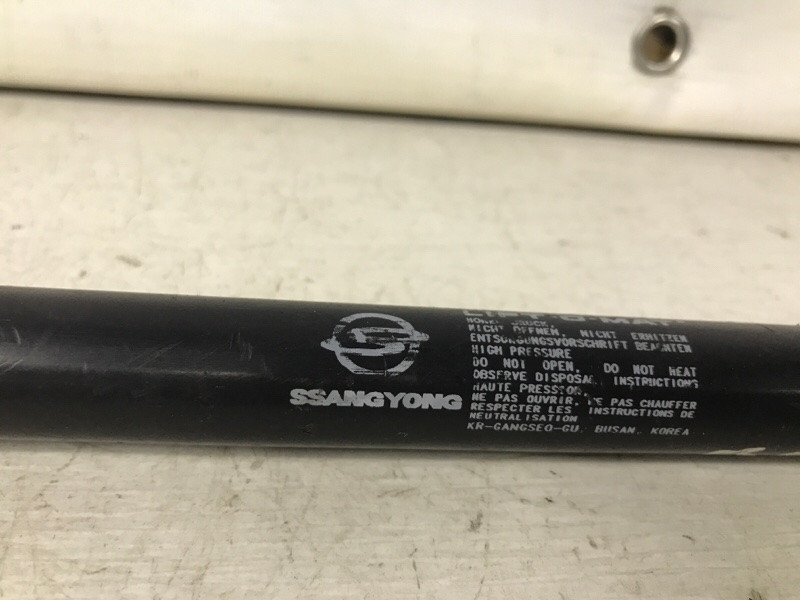 SSANGYONG
LIFT-O-MAT
NICHT ÖFFNEN, NICHT ERHITZEN
ENTSORGUNGSVORSCHRIFT BEACHTEN
HIGH PRESSURE
DO NOT OPEN, DO NOT HEAT
OBSERVE DISPOSAL INSTRUCTIONS
HAUTE PRESSION,
NE PAS OUVRIR, NE PAS CHAUFFER
RESPECTER LES INSTRUCTIONS DE
NEUTRALISATION
KR-GANGSEO-GU, BUSAN, KOREA